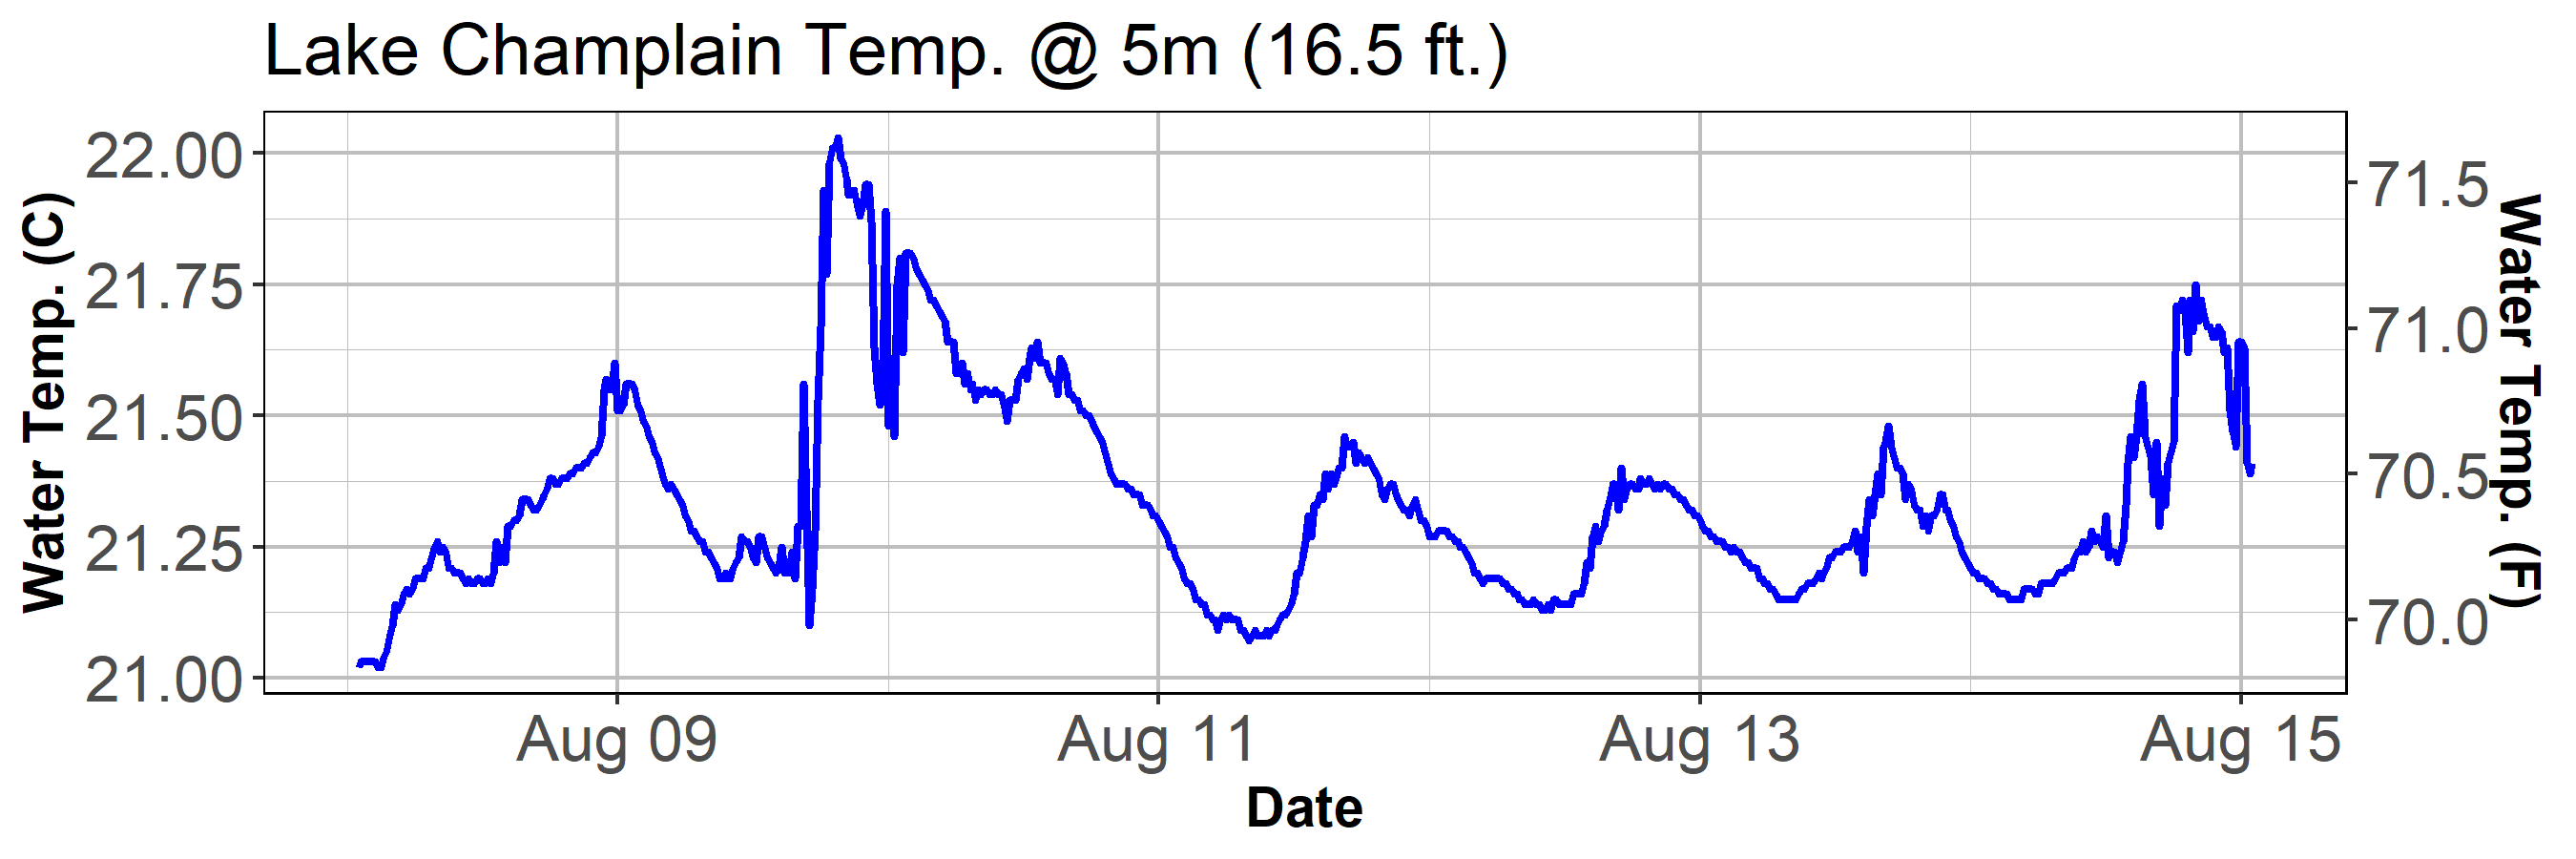 Lake Champlain Temp. @ 5m (16.5 ft.)
Water Temp. (C)
22.00
21.75
21.50
21.25
21.00
71.5
71.0
70.5
70.0
Water Temp. (F)
Aug 09 Aug 11 Aug 13 Aug 15
Date